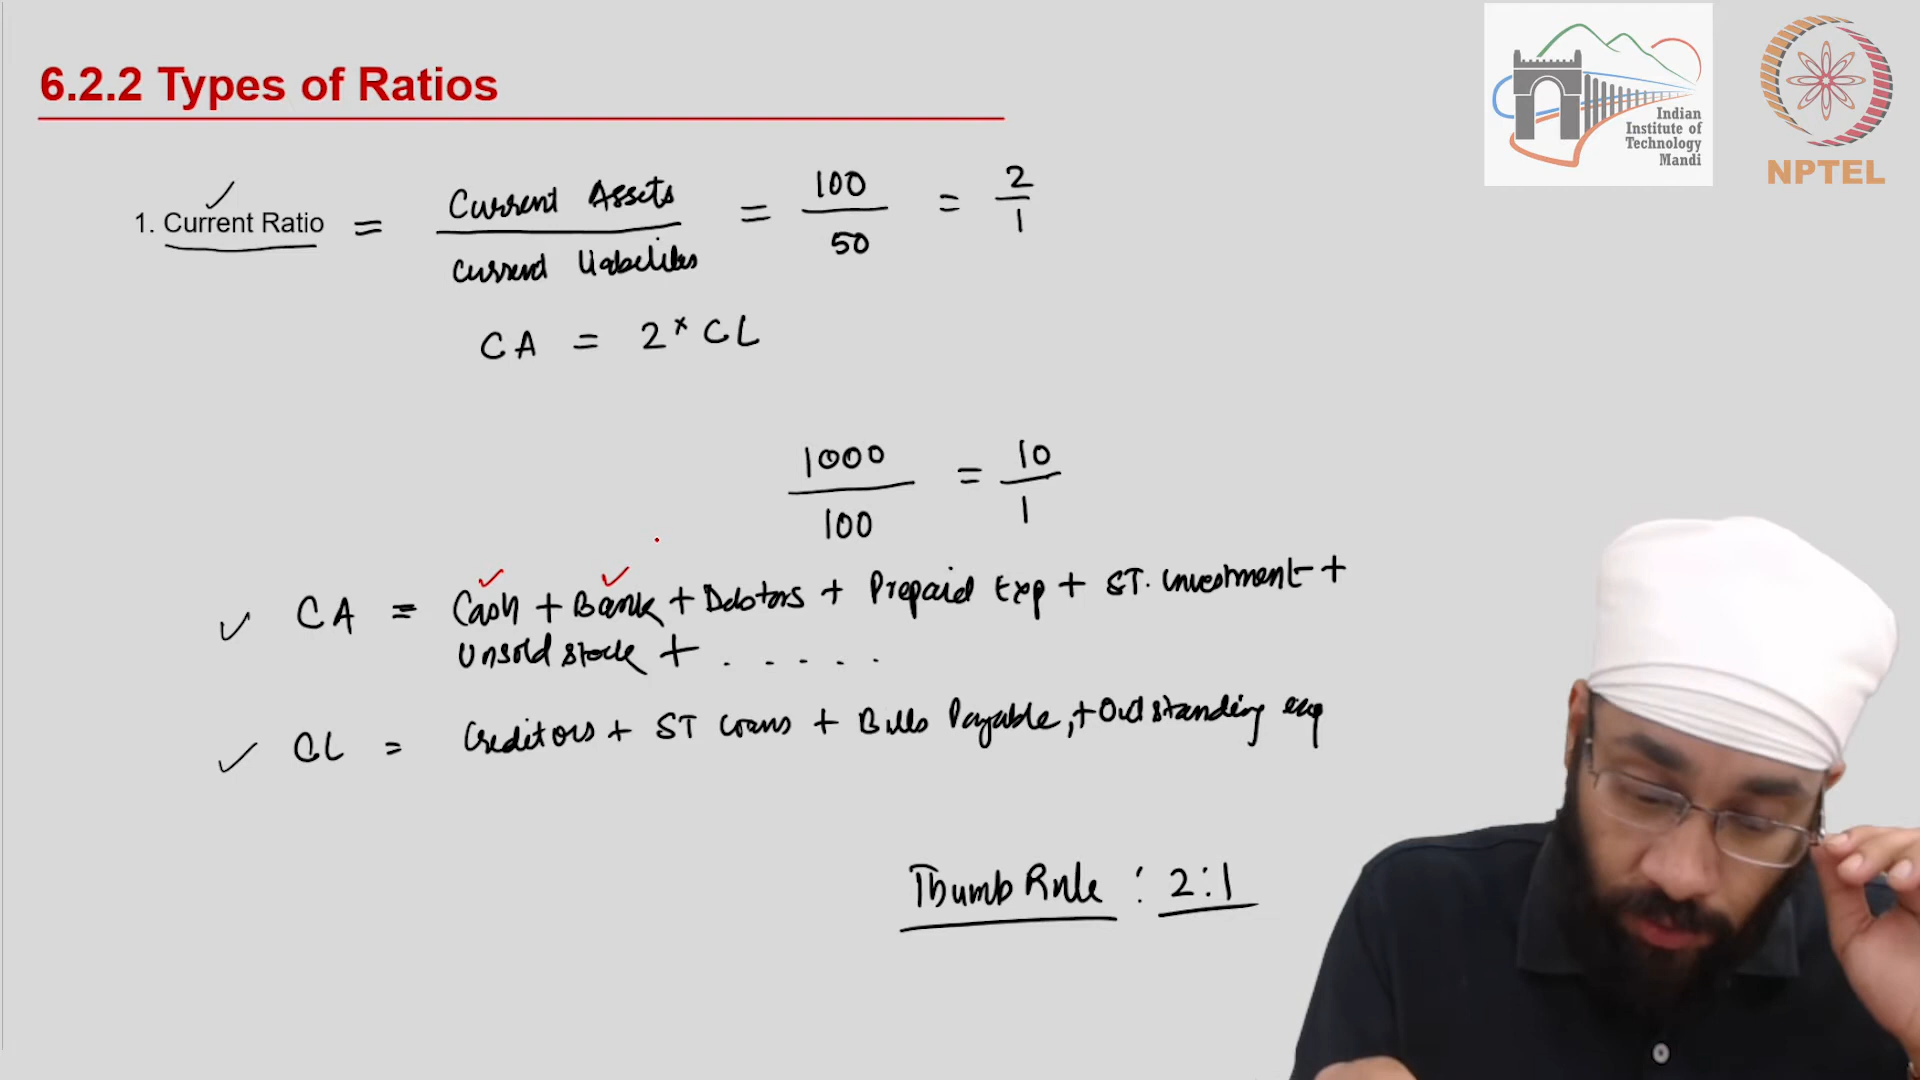 6.2.2 Types of Ratios
Indian
Institute of
Technology
Mandi
NPTEL
1. Current Ratio = Current Assets / Current Liabilities = 100 / 50 = 2 / 1
CA = 2 × CL
1000 / 100 = 10 / 1
CA = Cash + Bank + Debtors + Prepaid Exp + ST. Investment +
Unsold stock + . . . . .
CL = Creditors + ST Loans + Bills Payable, + Outstanding exp
Thumb Rule : 2:1